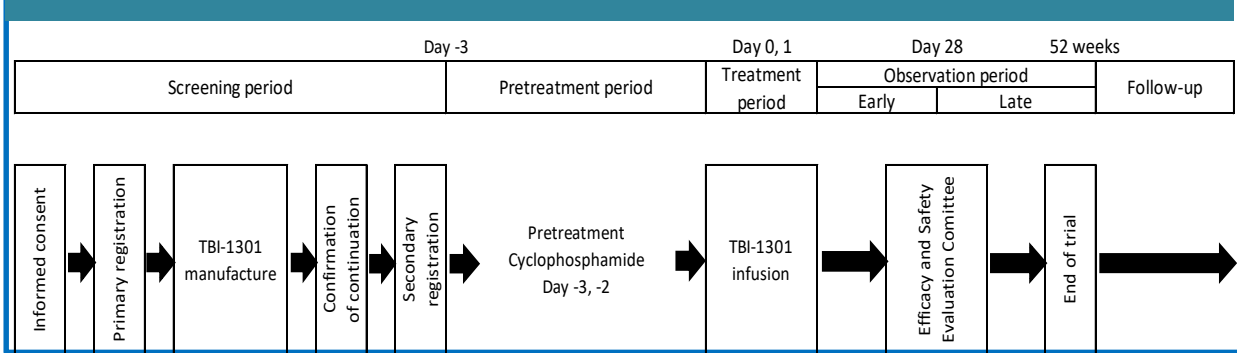 Day -3
Day 0, 1
Day 28
52 weeks
Screening period
Pretreatment period
Treatment
period
Observation period
Early
Late
Follow-up
Informed consent
Primary registration
TBI-1301
manufacture
Confirmation
of continuation
Secondary
registration
Pretreatment
Cyclophosphamide
Day -3, -2
TBI-1301
infusion
Efficacy and Safety
Evaluation Comittee
End of trial